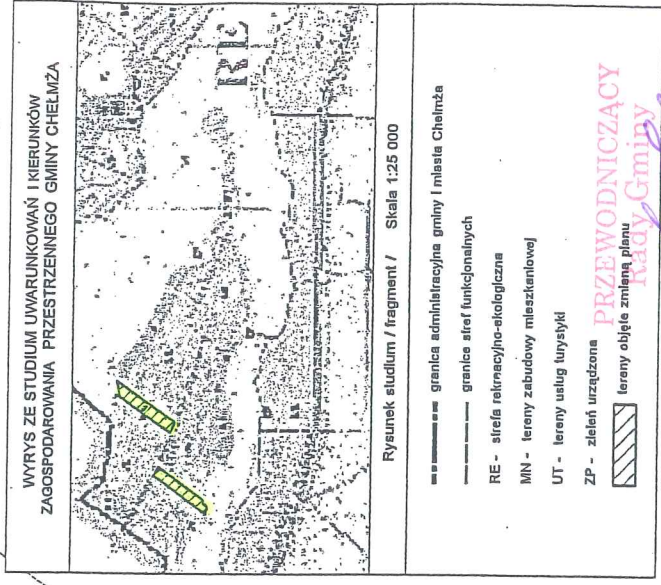 WYRYS ZE STUDIUM UWARUNKOWAŃ I KIERUNKÓW
ZAGOSPODAROWANIA PRZESTRZENNEGO GMINY CHEŁMŻA
RE
Rysunek studium / fragment / Skala 1:25 000
granica administracyjna gminy i miasta Chełmża
granice stref funkcjonalnych
RE - strefa rekreacyjno-ekologiczna
MN - tereny zabudowy mieszkaniowej
UT - tereny usług turystyki
ZP - zieleń urządzona
PRZEWODNICZĄCY
Rady Gminy
tereny objęte zmianą planu